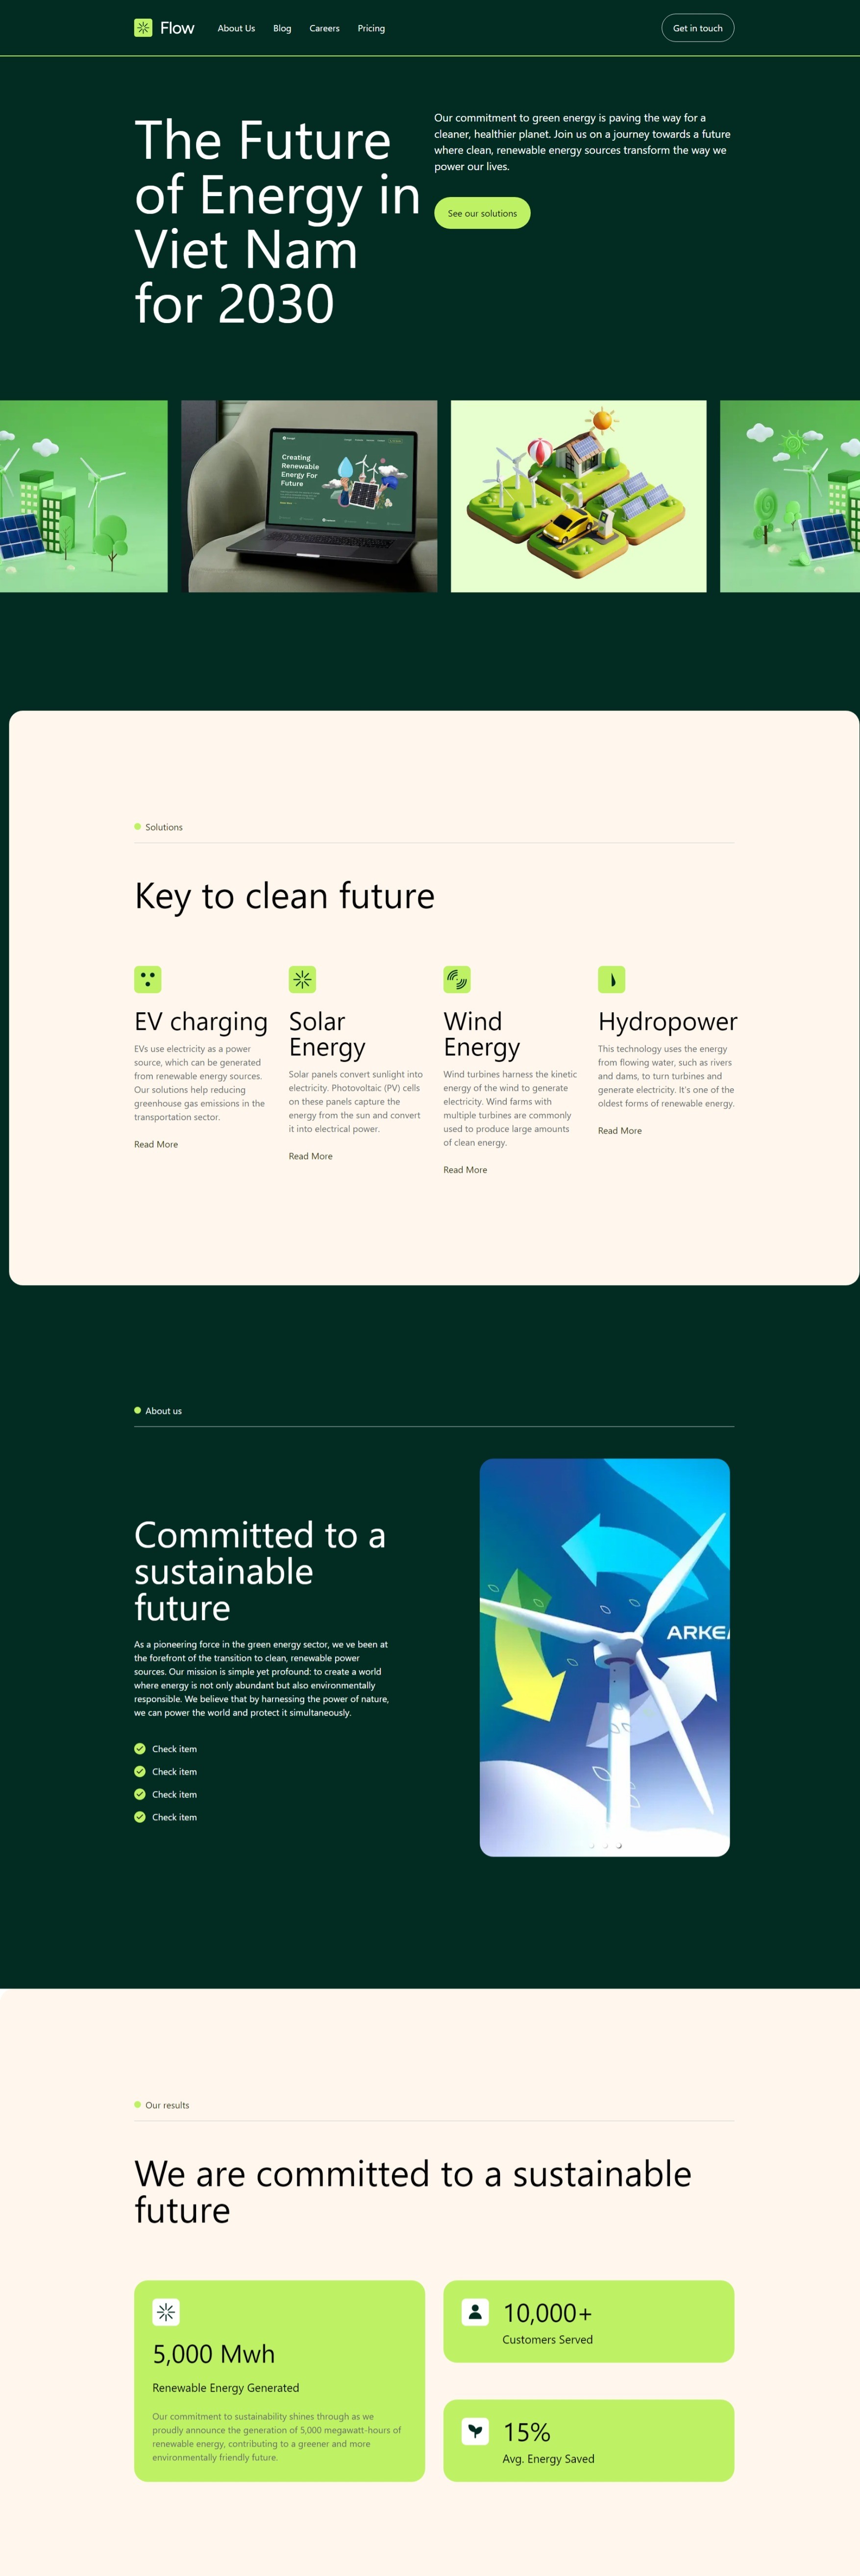 Flow
About Us
Blog
Careers
Pricing
Get in touch
The Future
of Energy in
Viet Nam
for 2030
Our commitment to green energy is paving the way for a
cleaner, healthier planet. Join us on a journey towards a future
where clean, renewable energy sources transform the way we
power our lives.
See our solutions
Creating
Renewable
Energy For
Future
Solutions
Key to clean future
EV charging
EVs use electricity as a power
source, which can be generated
from renewable energy sources.
Our solutions help reducing
greenhouse gas emissions in the
transportation sector.
Read More
Solar
Energy
Solar panels convert sunlight into
electricity. Photovoltaic (PV) cells
on these panels capture the
energy from the sun and convert
it into electrical power.
Read More
Wind
Energy
Wind turbines harness the kinetic
energy of the wind to generate
electricity. Wind farms with
multiple turbines are commonly
used to produce large amounts
of clean energy.
Read More
Hydropower
This technology uses the energy
from flowing water, such as rivers
and dams, to turn turbines and
generate electricity. It's one of the
oldest forms of renewable energy.
Read More
About us
Committed to a
sustainable
future
As a pioneering force in the green energy sector, we ve been at
the forefront of the transition to clean, renewable power
sources. Our mission is simple yet profound: to create a world
where energy is not only abundant but also environmentally
responsible. We believe that by harnessing the power of nature,
we can power the world and protect it simultaneously.
Check item
Check item
Check item
Check item
ARKEA
Our results
We are committed to a sustainable
future
5,000 Mwh
Renewable Energy Generated
Our commitment to sustainability shines through as we
proudly announce the generation of 5,000 megawatt-hours of
renewable energy, contributing to a greener and more
environmentally friendly future.
10,000+
Customers Served
15%
Avg. Energy Saved